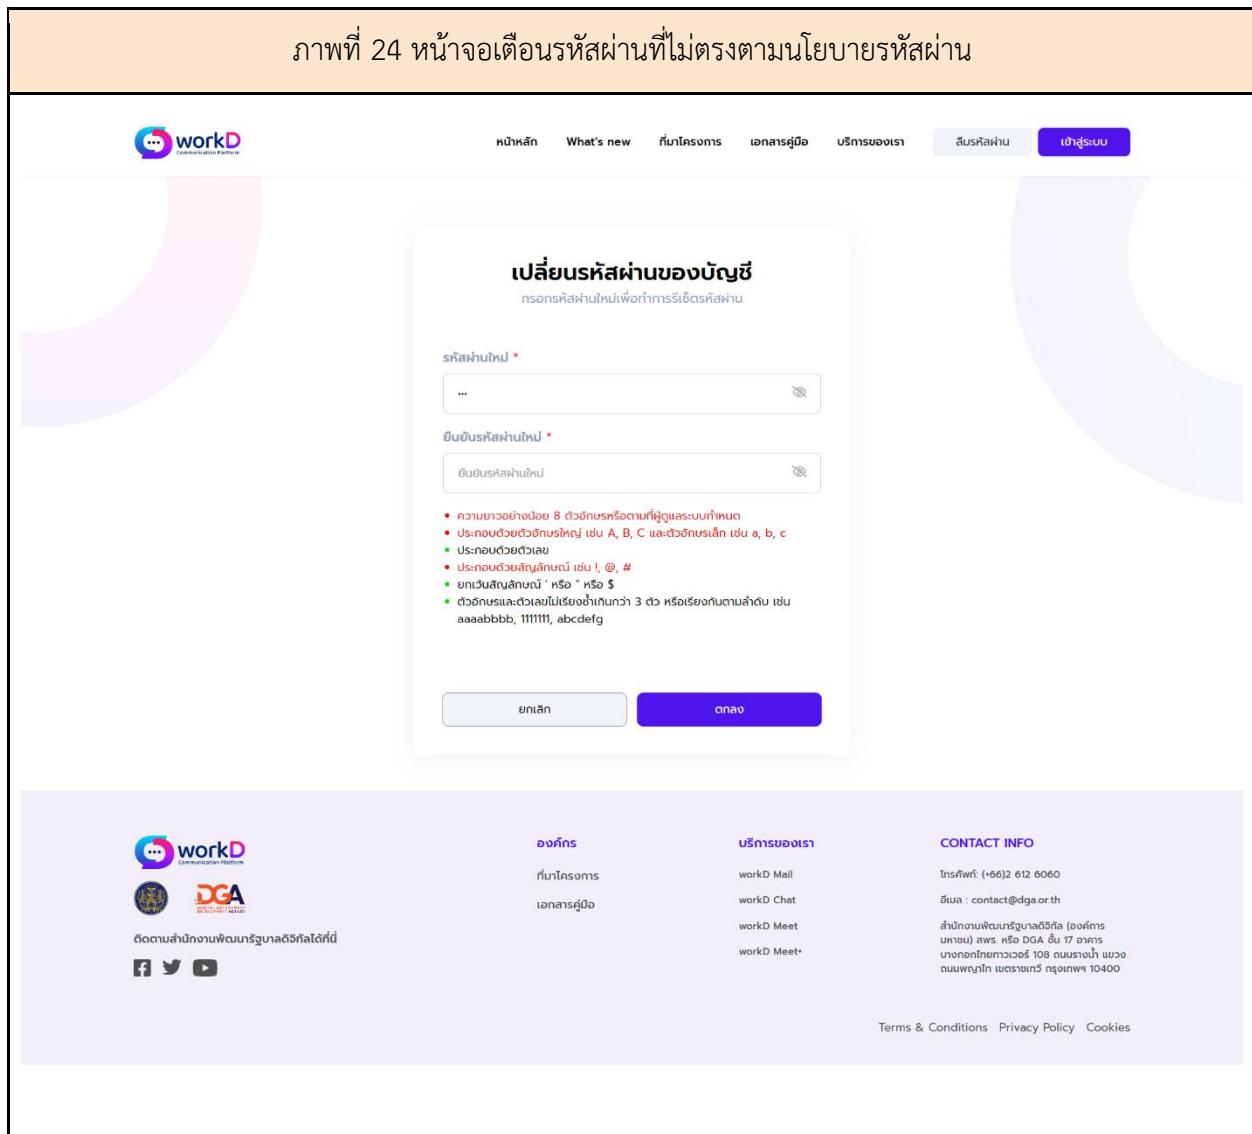 ภาพที่ 24 หน้าจอเตือนรหัสผ่านที่ไม่ตรงตามนโยบายรหัสผ่าน
workD
Communication Platform
หน้าหลัก What's new ที่มาโครงการ เอกสารคู่มือ บริการของเรา ลืมรหัสผ่าน เข้าสู่ระบบ
เปลี่ยนรหัสผ่านของบัญชี
กรอกรหัสผ่านใหม่เพื่อทำการรีเซ็ตรหัสผ่าน
รหัสผ่านใหม่ *
ยืนยันรหัสผ่านใหม่ *
ยืนยันรหัสผ่านใหม่
• ความยาวอย่างน้อย 8 ตัวอักษรหรือตามที่ผู้ดูแลระบบกำหนด
• ประกอบด้วยตัวอักษรใหญ่ เช่น A, B, C และตัวอักษรเล็ก เช่น a, b, c
• ประกอบด้วยตัวเลข
• ประกอบด้วยสัญลักษณ์ เช่น !, @, #
• ยกเว้นสัญลักษณ์ ' หรือ " หรือ $
• ตัวอักษรและตัวเลขไม่เรียงซ้ำเกินกว่า 3 ตัว หรือเรียงกันตามลำดับ เช่น
aaaabbbb, 1111111, abcdefg
ยกเลิก ตกลง
workD
Communication Platform
DGA
ติดตามสำนักงานพัฒนารัฐบาลดิจิทัลได้ที่นี่
องค์กร
ที่มาโครงการ
เอกสารคู่มือ
บริการของเรา
workD Mail
workD Chat
workD Meet
workD Meet+
CONTACT INFO
โทรศัพท์: (+66)2 612 6060
อีเมล : contact@dga.or.th
สำนักงานพัฒนารัฐบาลดิจิทัล (องค์การ
มหาชน) สพร. หรือ DGA ชั้น 17 อาคาร
บางกอกไทยทาวเวอร์ 108 ถนนรางน้ำ แขวง
ถนนพญาไท เขตราชเทวี กรุงเทพฯ 10400
Terms & Conditions Privacy Policy Cookies